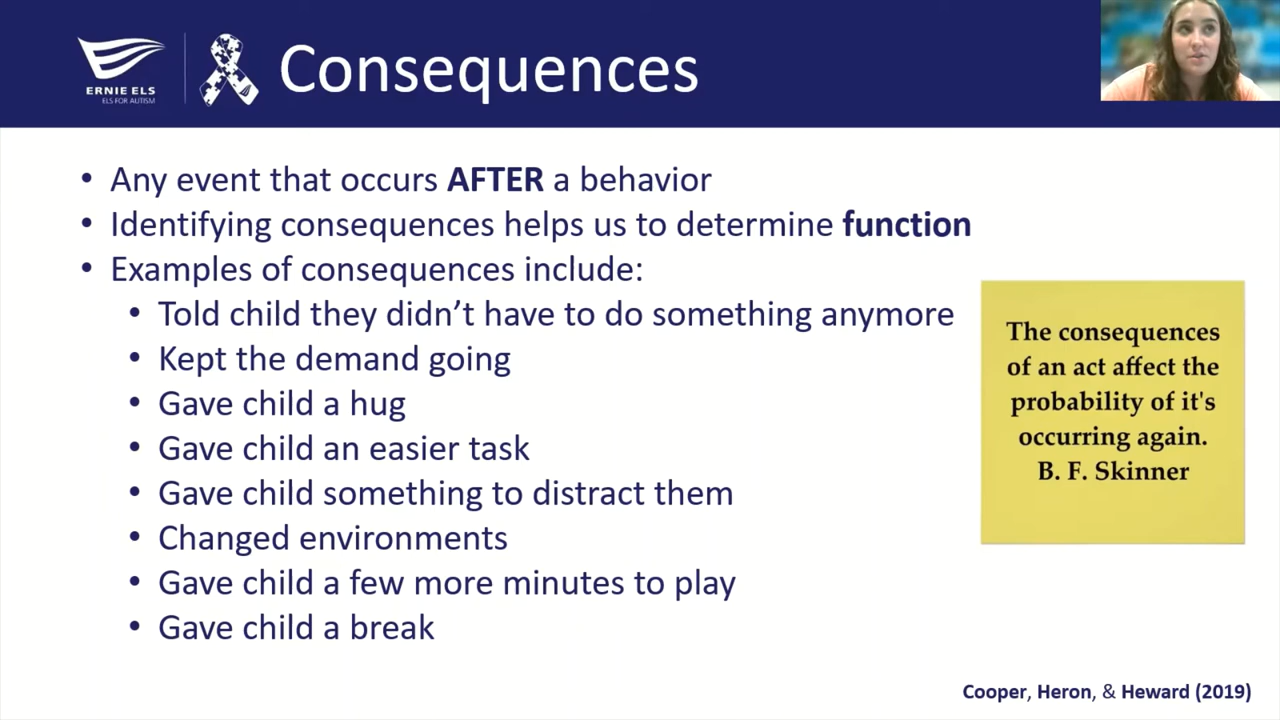 ERNIE ELS
ELS FOR AUTISM
Consequences
• Any event that occurs AFTER a behavior
• Identifying consequences helps us to determine function
• Examples of consequences include:
• Told child they didn’t have to do something anymore
• Kept the demand going
• Gave child a hug
• Gave child an easier task
• Gave child something to distract them
• Changed environments
• Gave child a few more minutes to play
• Gave child a break
The consequences
of an act affect the
probability of it's
occurring again.
B. F. Skinner
Cooper, Heron, & Heward (2019)